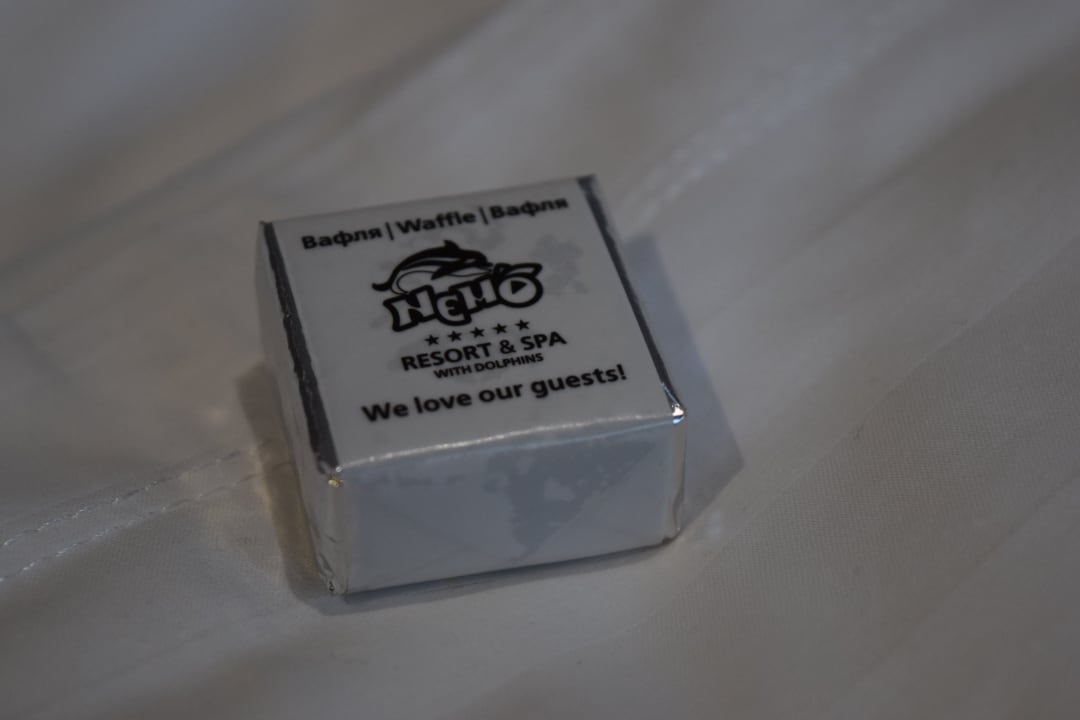 Вафля | Waffle | Вафля
NEMO
RESORT & SPA
WITH DOLPHINS
We love our guests!